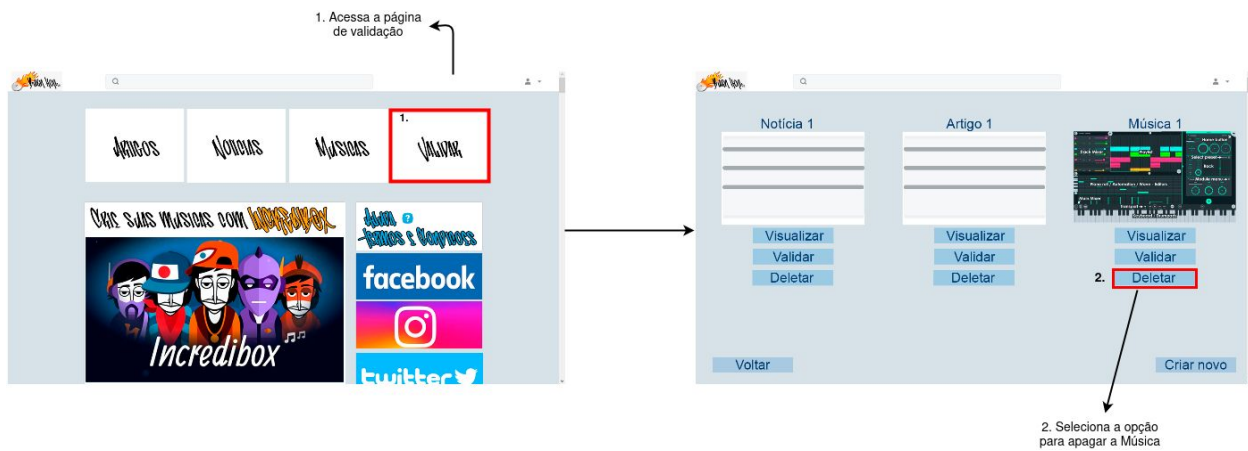 1. Acessa a página
de validação
1.
Artigos
Noticias
Musicas
Validar
Crie suas musicas com Incredibox
Incredibox
?
facebook
twitter
Notícia 1
Artigo 1
Música 1
Playlist
Visualizar
Visualizar
Visualizar
Validar
Validar
Validar
Deletar
Deletar
2.
Deletar
Voltar
Criar novo
2. Seleciona a opção
para apagar a Música